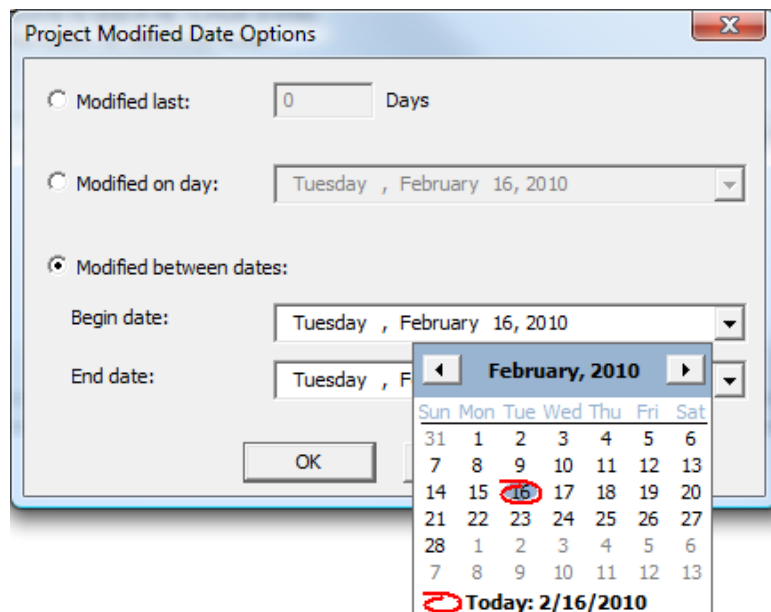 Project Modified Date Options
Modified last: 0 Days
Modified on day: Tuesday , February 16, 2010
Modified between dates:
Begin date: Tuesday , February 16, 2010
End date: Tuesday , F
February, 2010
Sun Mon Tue Wed Thu Fri Sat
31 1 2 3 4 5 6
7 8 9 10 11 12 13
14 15 16 17 18 19 20
21 22 23 24 25 26 27
28 1 2 3 4 5 6
7 8 9 10 11 12 13
Today: 2/16/2010
OK